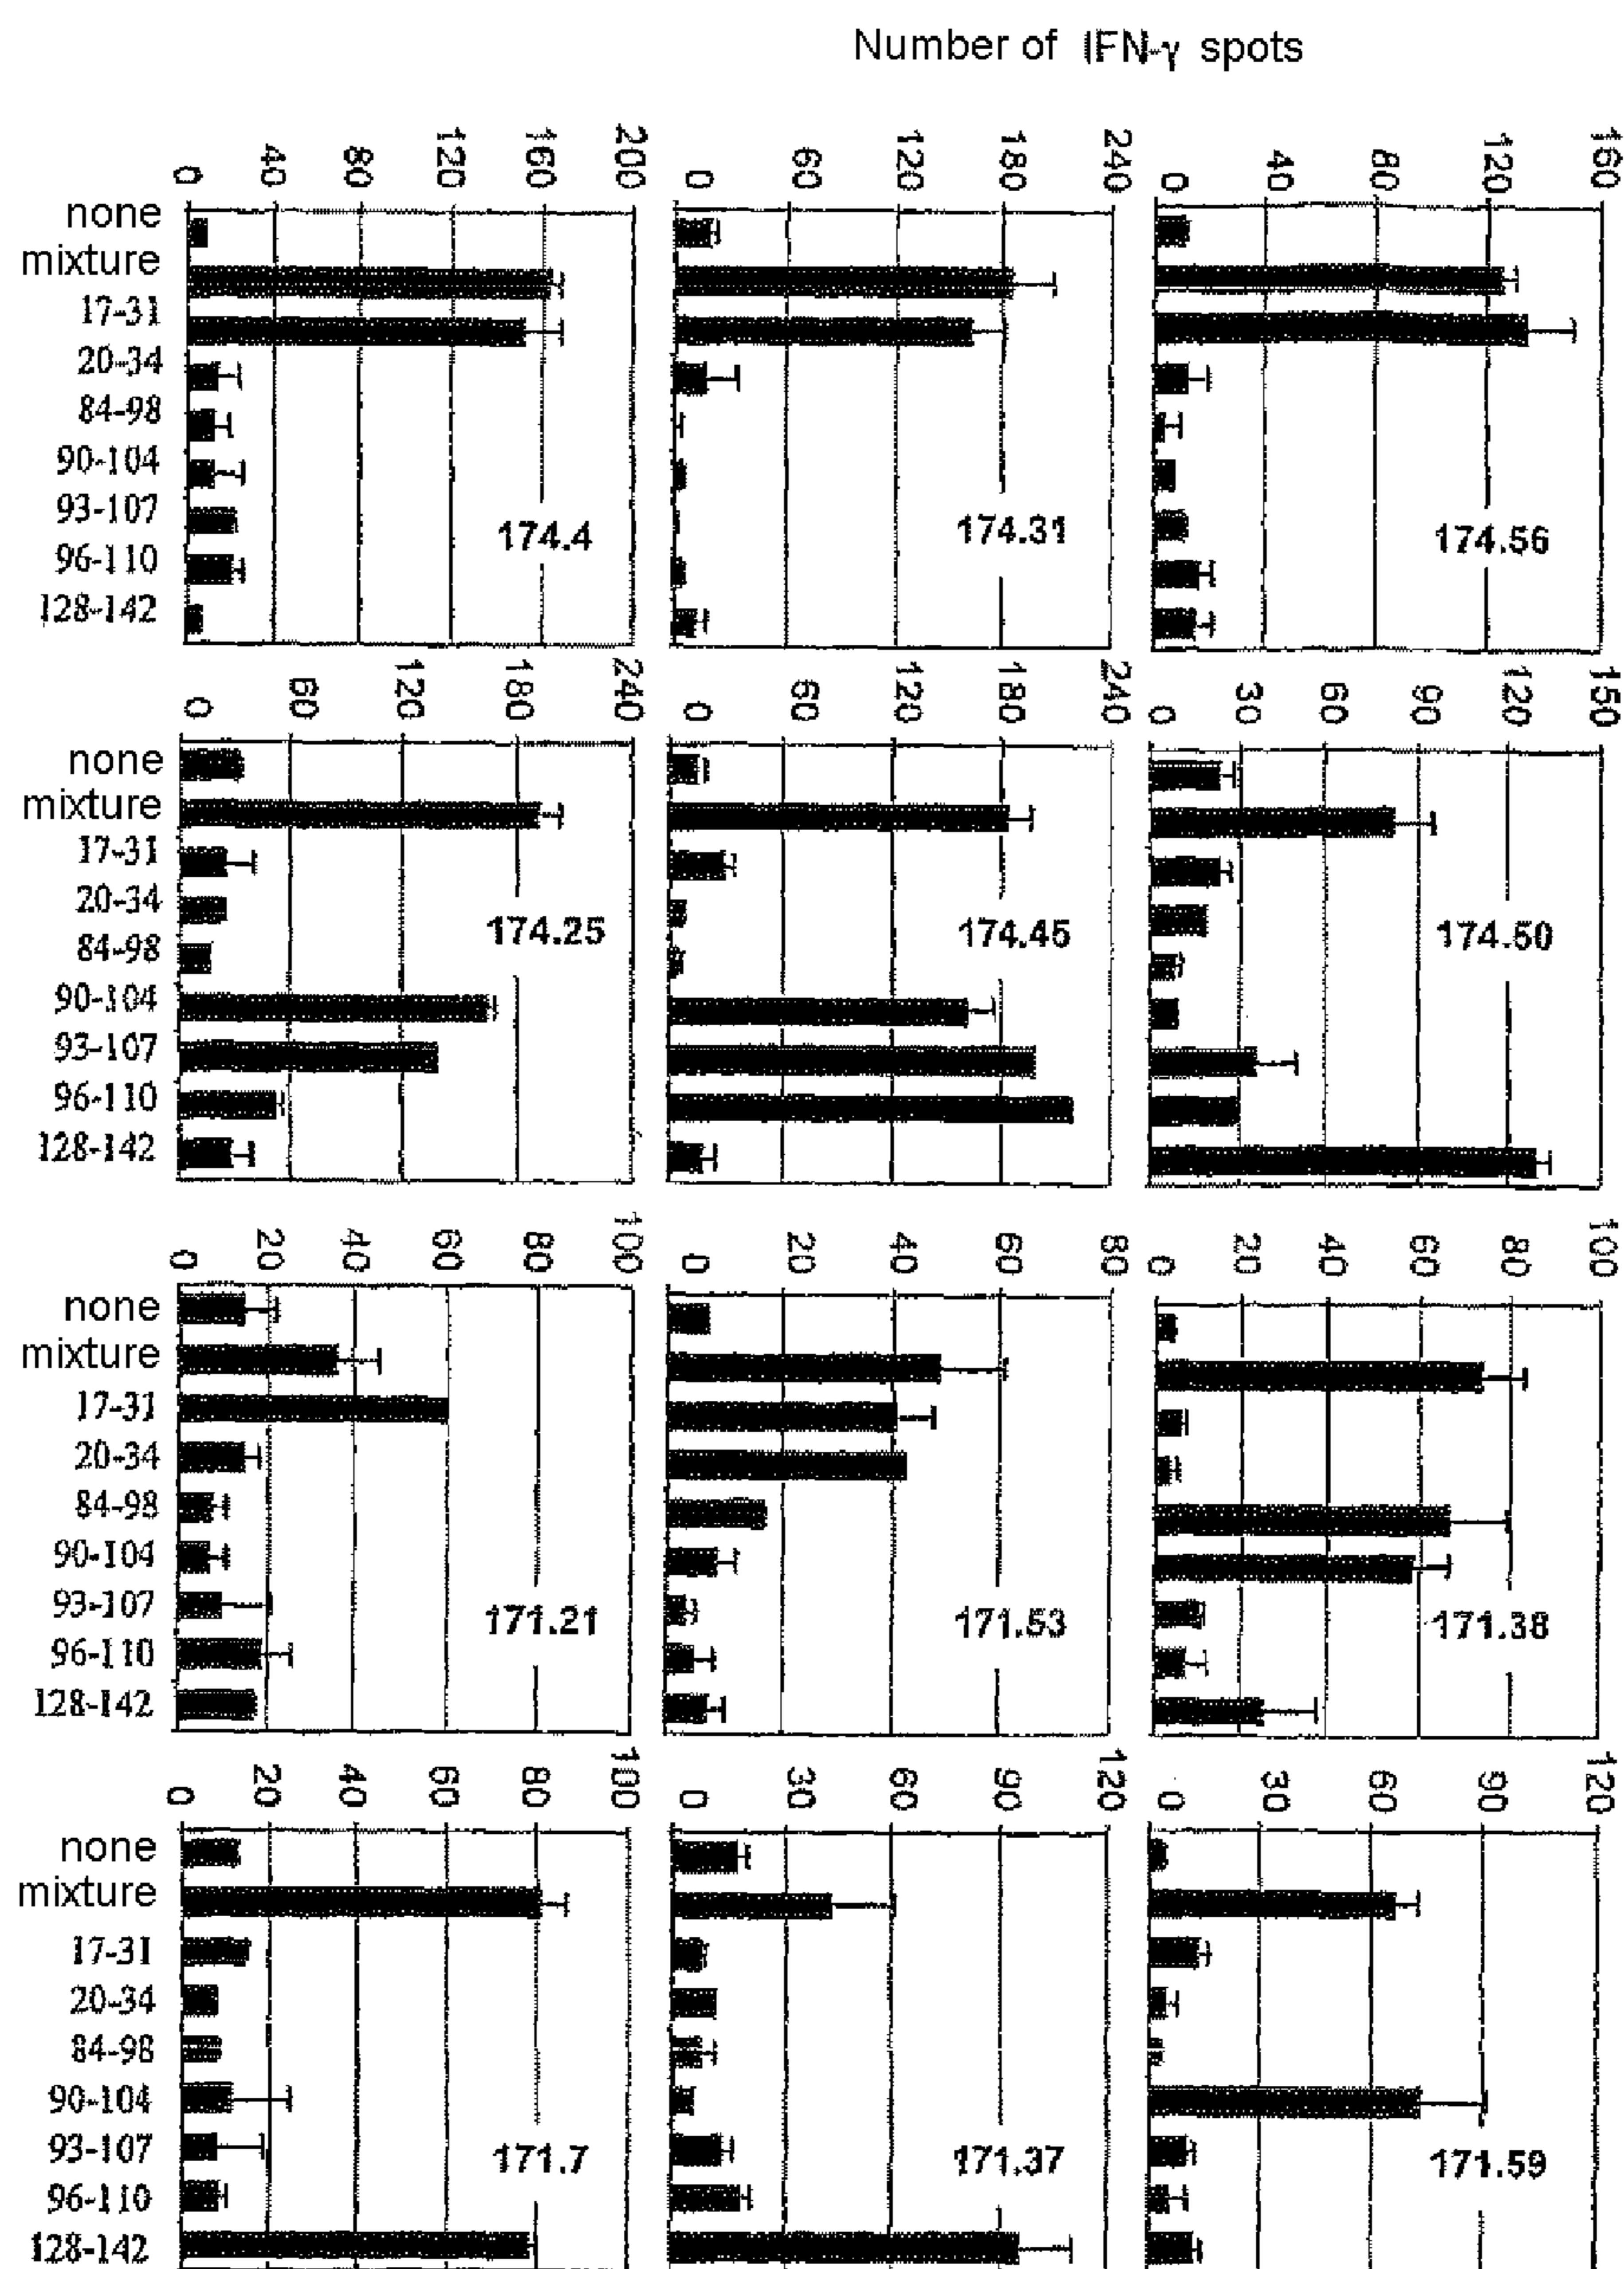 Number of IFN-γ spots
0 40 80 120 160 200
0 60 120 180 240
0 40 80 120 160
none
mixture
17-31
20-34
84-98
90-104
93-107
96-110
128-142
174.4
174.31
174.56
0 60 120 180 240
0 60 120 180 240
0 30 60 90 120 150
none
mixture
17-31
20-34
84-98
90-104
93-107
96-110
128-142
174.25
174.45
174.50
0 20 40 60 80 100
0 20 40 60 80
0 20 40 60 80 100
none
mixture
17-31
20-34
84-98
90-104
93-107
96-110
128-142
171.21
171.53
171.38
0 20 40 60 80 100
0 30 60 90 120
0 30 60 90 120
none
mixture
17-31
20-34
84-98
90-104
93-107
96-110
128-142
171.7
171.37
171.59